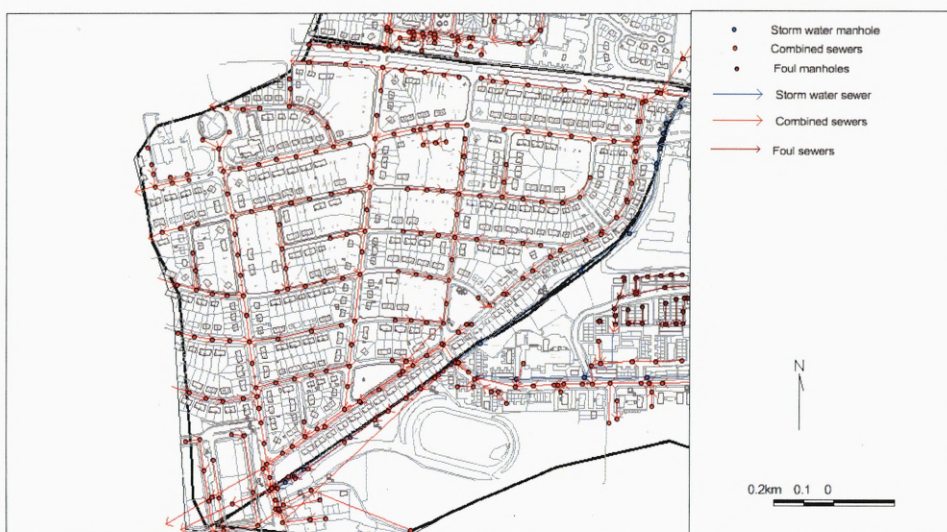 Storm water manhole
Combined sewers
Foul manholes
Storm water sewer
Combined sewers
Foul sewers
N
0.2km 0.1 0